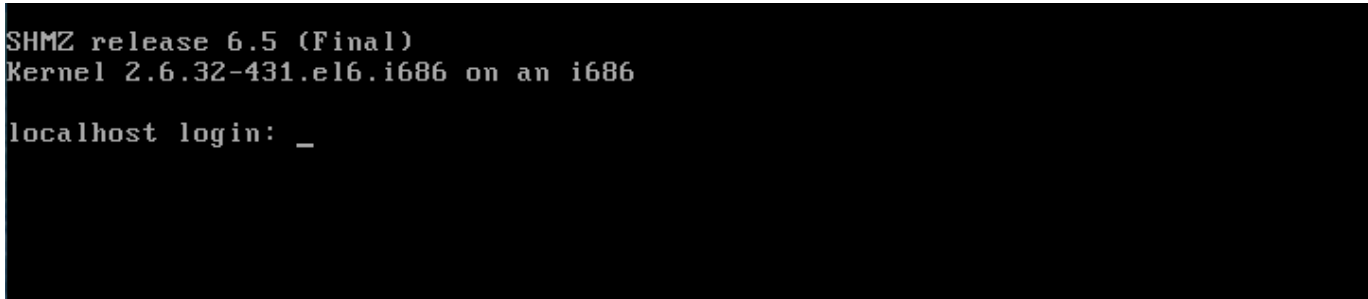 SHMZ release 6.5 (Final)
Kernel 2.6.32-431.el6.i686 on an i686
localhost login: _